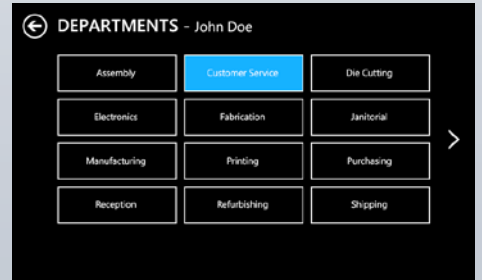 DEPARTMENTS - John Doe
Assembly
Customer Service
Die Cutting
Electronics
Fabrication
Janitorial
Manufacturing
Printing
Purchasing
Reception
Refurbishing
Shipping